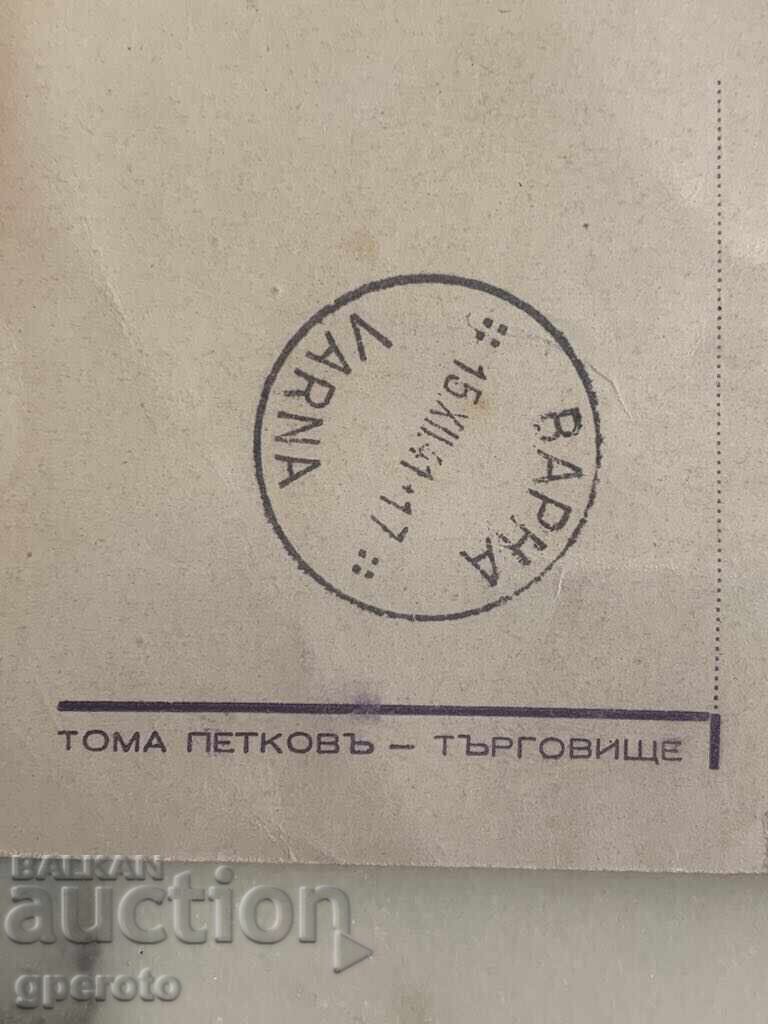 ВАРНА
15.XII.41·17
VARNA
ТОМА ПЕТКОВЪ – ТЪРГОВИЩЕ
BALKAN
auction
gperoto